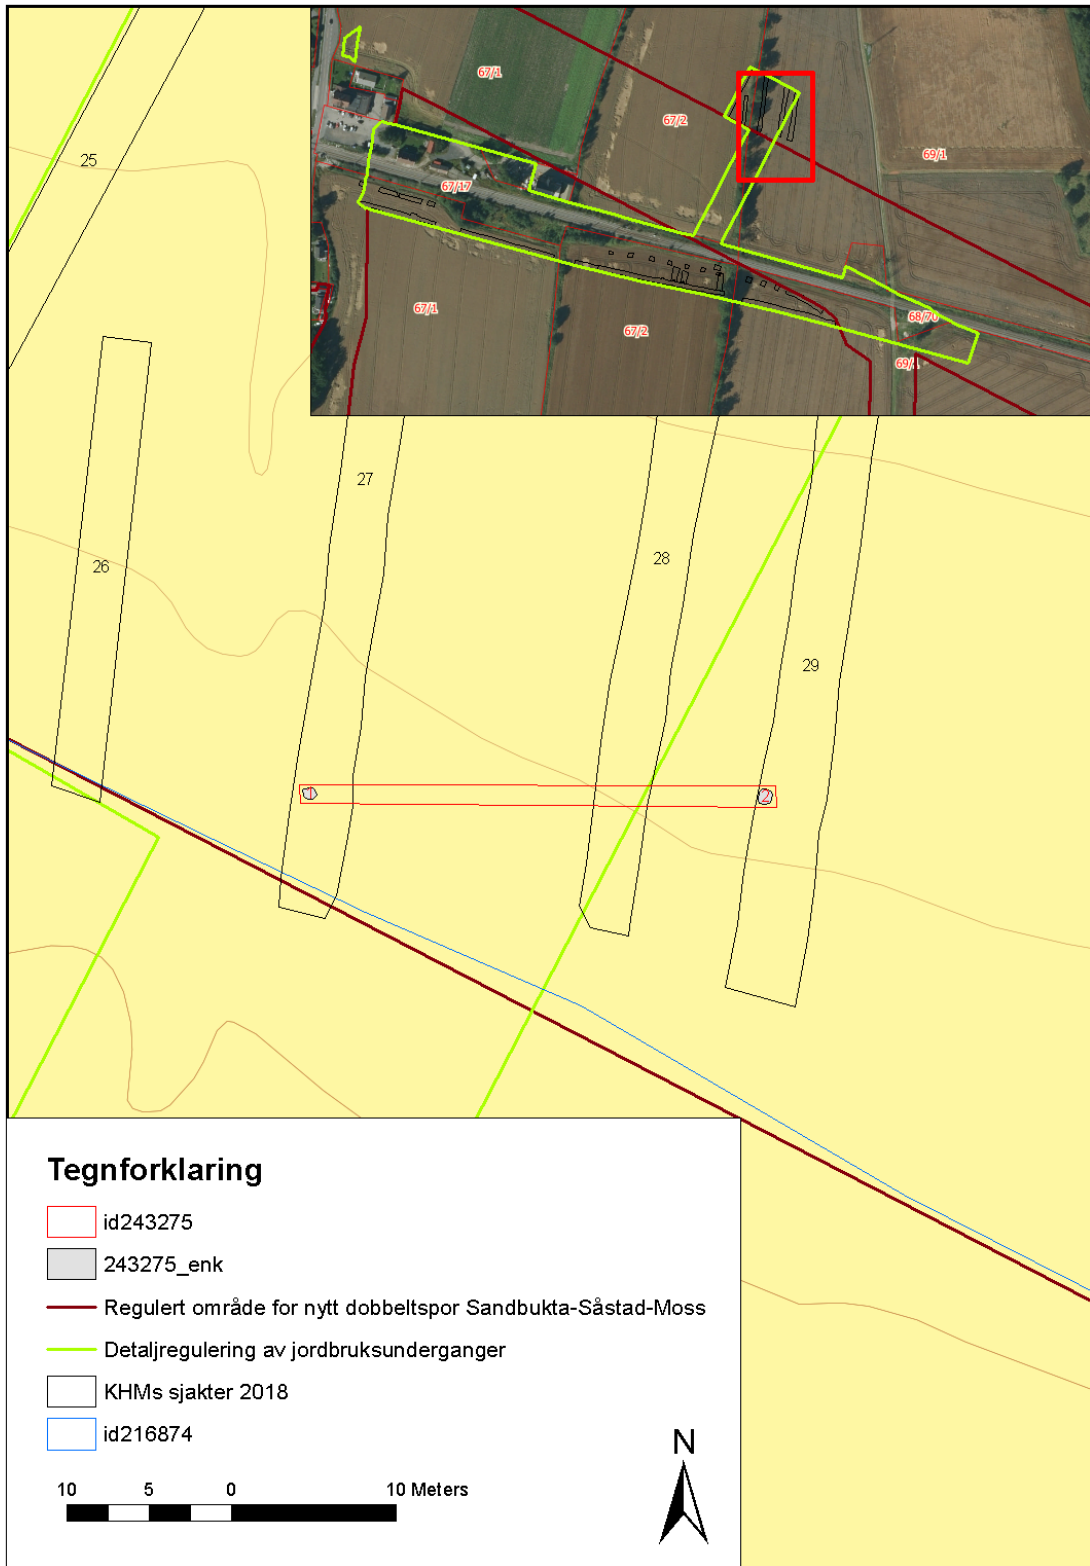 67/1
67/2
69/1
67/17
67/1
67/2
68/70
69/
25
27
28
26
29
1
2
Tegnforklaring
id243275
243275_enk
Regulert område for nytt dobbeltspor Sandbukta-Såstad-Moss
Detaljregulering av jordbruksunderganger
KHMs sjakter 2018
id216874
N
10 5 0 10 Meters